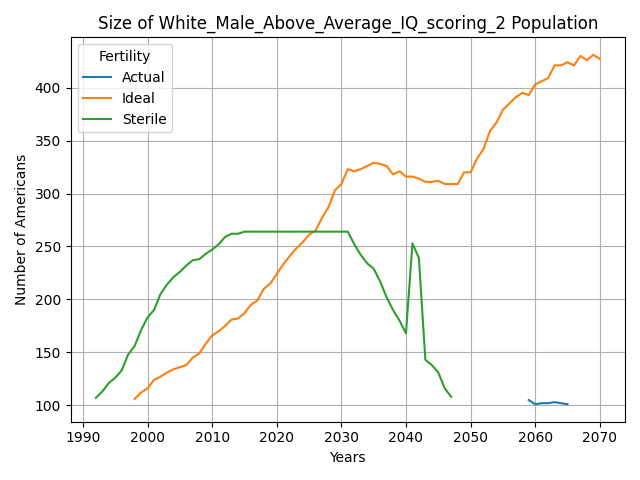 Size of White_Male_Above_Average_IQ_scoring_2 Population
Fertility
Actual
Ideal
Sterile
Number of Americans
400
350
300
250
200
150
100
1990 2000 2010 2020 2030 2040 2050 2060 2070
Years